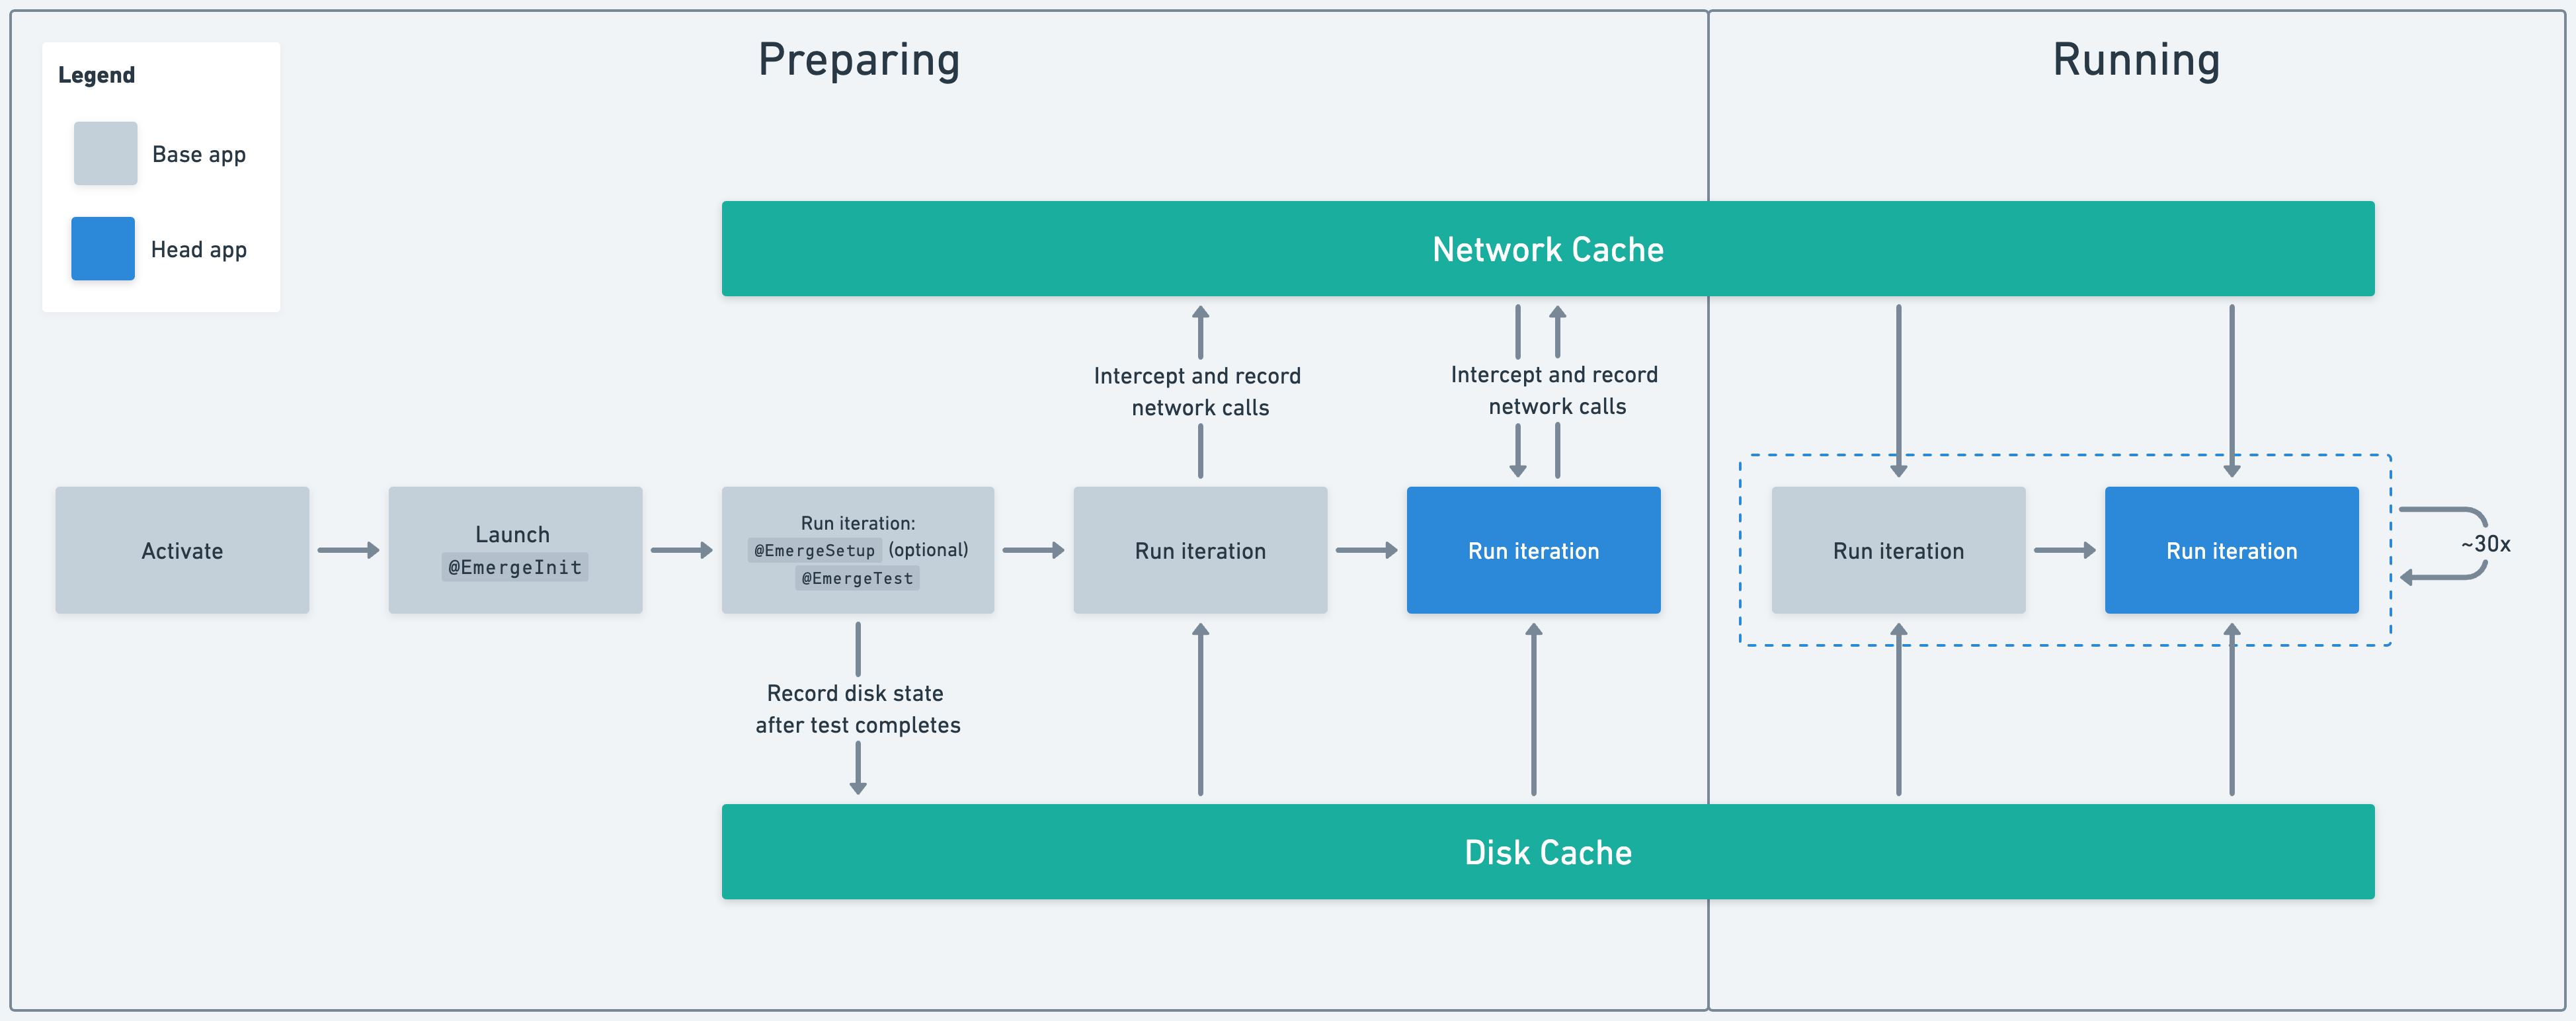 Preparing
Running
Legend
Base app
Head app
Network Cache
Intercept and record
network calls
Intercept and record
network calls
Activate
Launch
@EmergeInit
Run iteration:
@EmergeSetup (optional)
@EmergeTest
Run iteration
Run iteration
Run iteration
Run iteration
~30x
Record disk state
after test completes
Disk Cache